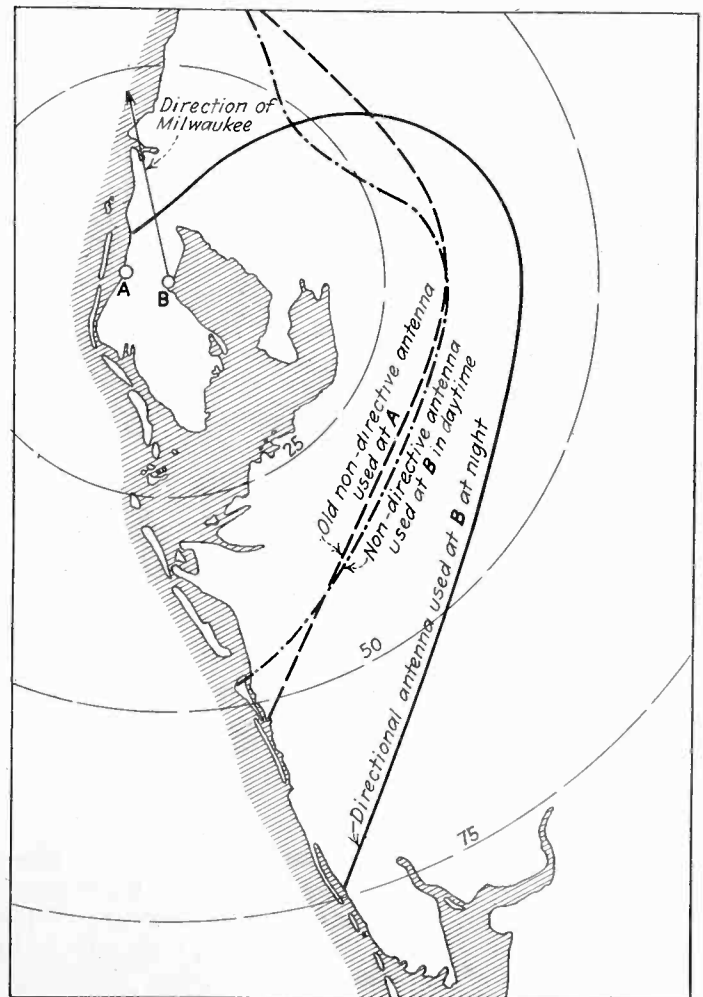 Direction of
Milwaukee
A
B
25
Old non-directive antenna
used at A
Non-directive antenna
used at B in daytime
Directional antenna used at B at night
50
75